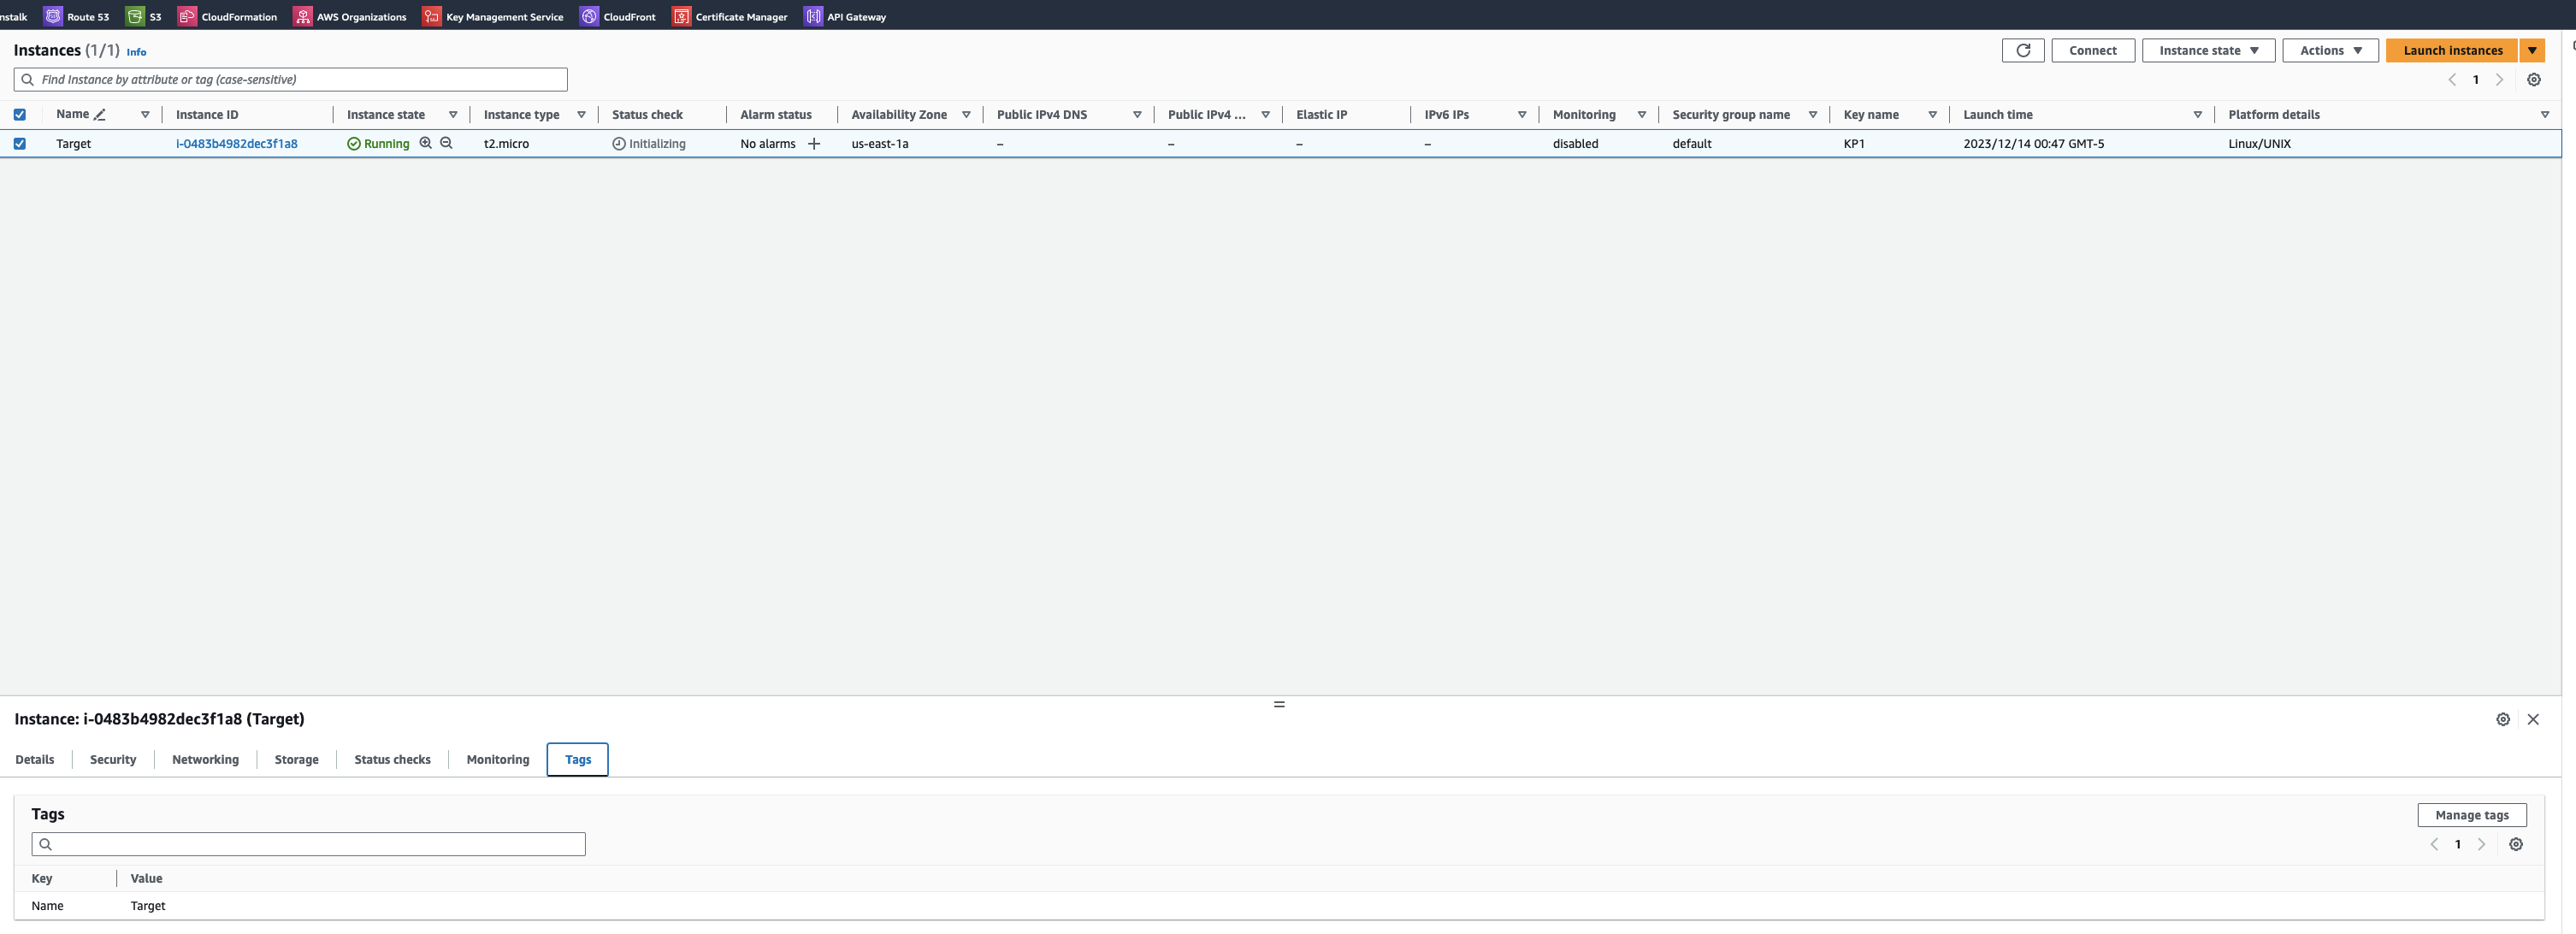 nstalk Route 53 S3 CloudFormation AWS Organizations Key Management Service CloudFront Certificate Manager API Gateway
Instances (1/1) Info Connect Instance state Actions Launch instances
Find Instance by attribute or tag (case-sensitive) 1
Name Instance ID Instance state Instance type Status check Alarm status Availability Zone Public IPv4 DNS Public IPv4 ... Elastic IP IPv6 IPs Monitoring Security group name Key name Launch time Platform details
Target i-0483b4982dec3f1a8 Running t2.micro Initializing No alarms us-east-1a – – – – disabled default KP1 2023/12/14 00:47 GMT-5 Linux/UNIX
Instance: i-0483b4982dec3f1a8 (Target)
Details Security Networking Storage Status checks Monitoring Tags
Tags Manage tags
1
Key Value
Name Target